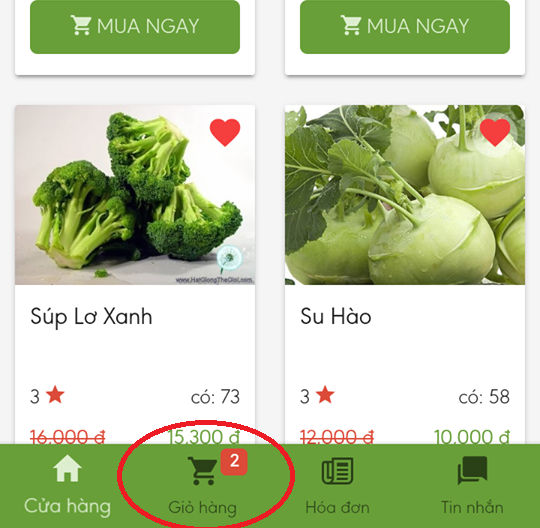 MUA NGAY MUA NGAY
www.HatGiongTheGioi.com
Súp Lơ Xanh Su Hào
3 có: 73 3 có: 58
16,000 đ 15,300 đ 12,000 đ 10,000 đ
2
Cửa hàng Giỏ hàng Hóa đơn Tin nhắn